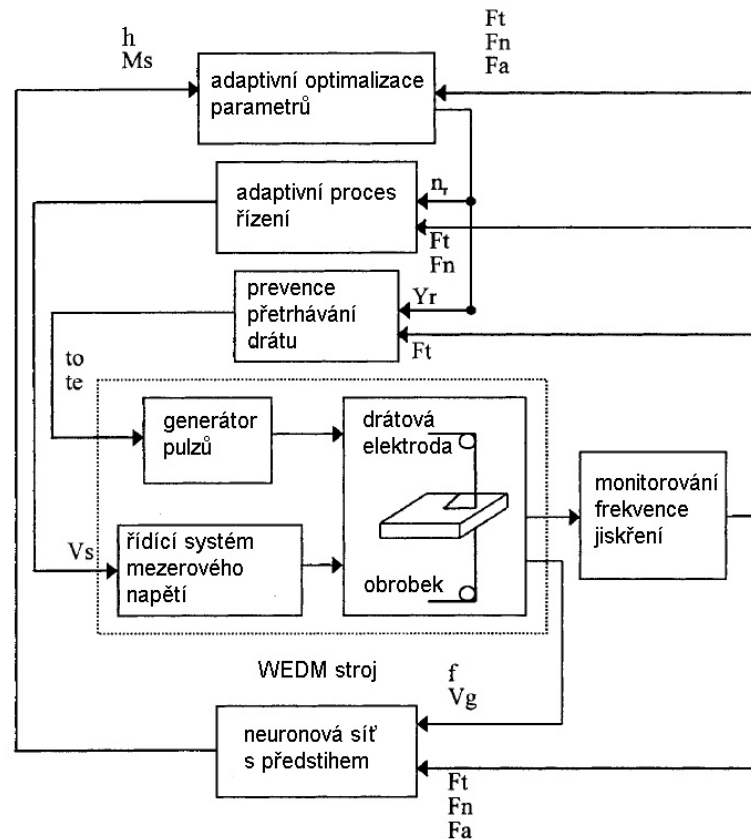 h
Ms
Ft
Fn
Fa
adaptivní optimalizace
parametrů
adaptivní proces
řízení
nr
Ft
Fn
prevence
přetrhávání
drátu
Yr
Ft
to
te
generátor
pulzů
drátová
elektroda
monitorování
frekvence
jiskření
Vs
řídící systém
mezerového
napětí
obrobek
WEDM stroj
f
Vg
neuronová síť
s předstihem
Ft
Fn
Fa